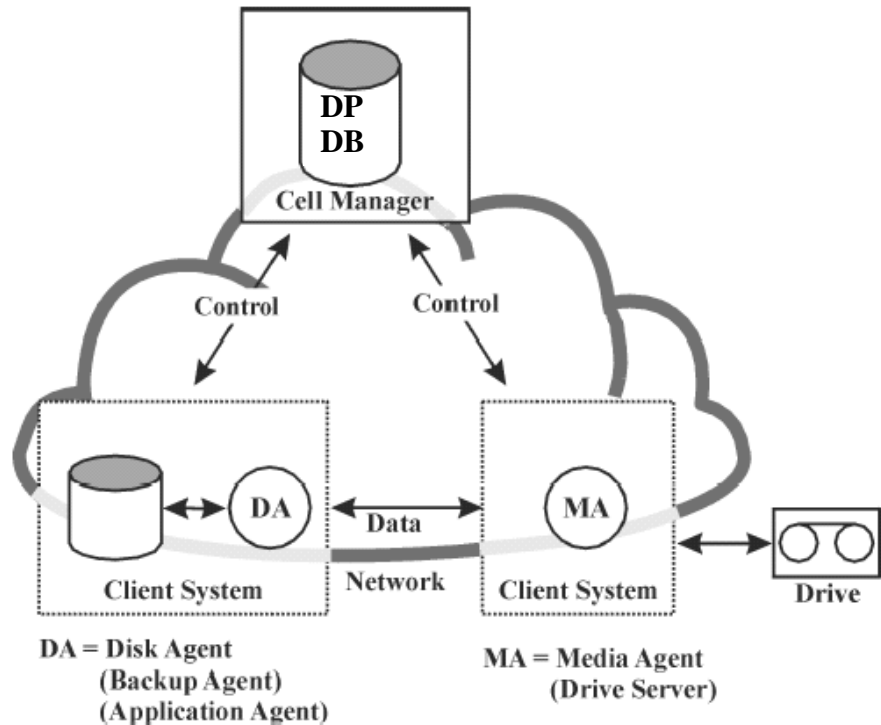 DP
DB
Cell Manager
Control
Control
DA
Data
MA
Client System
Network
Client System
Drive
DA = Disk Agent
(Backup Agent)
(Application Agent)
MA = Media Agent
(Drive Server)